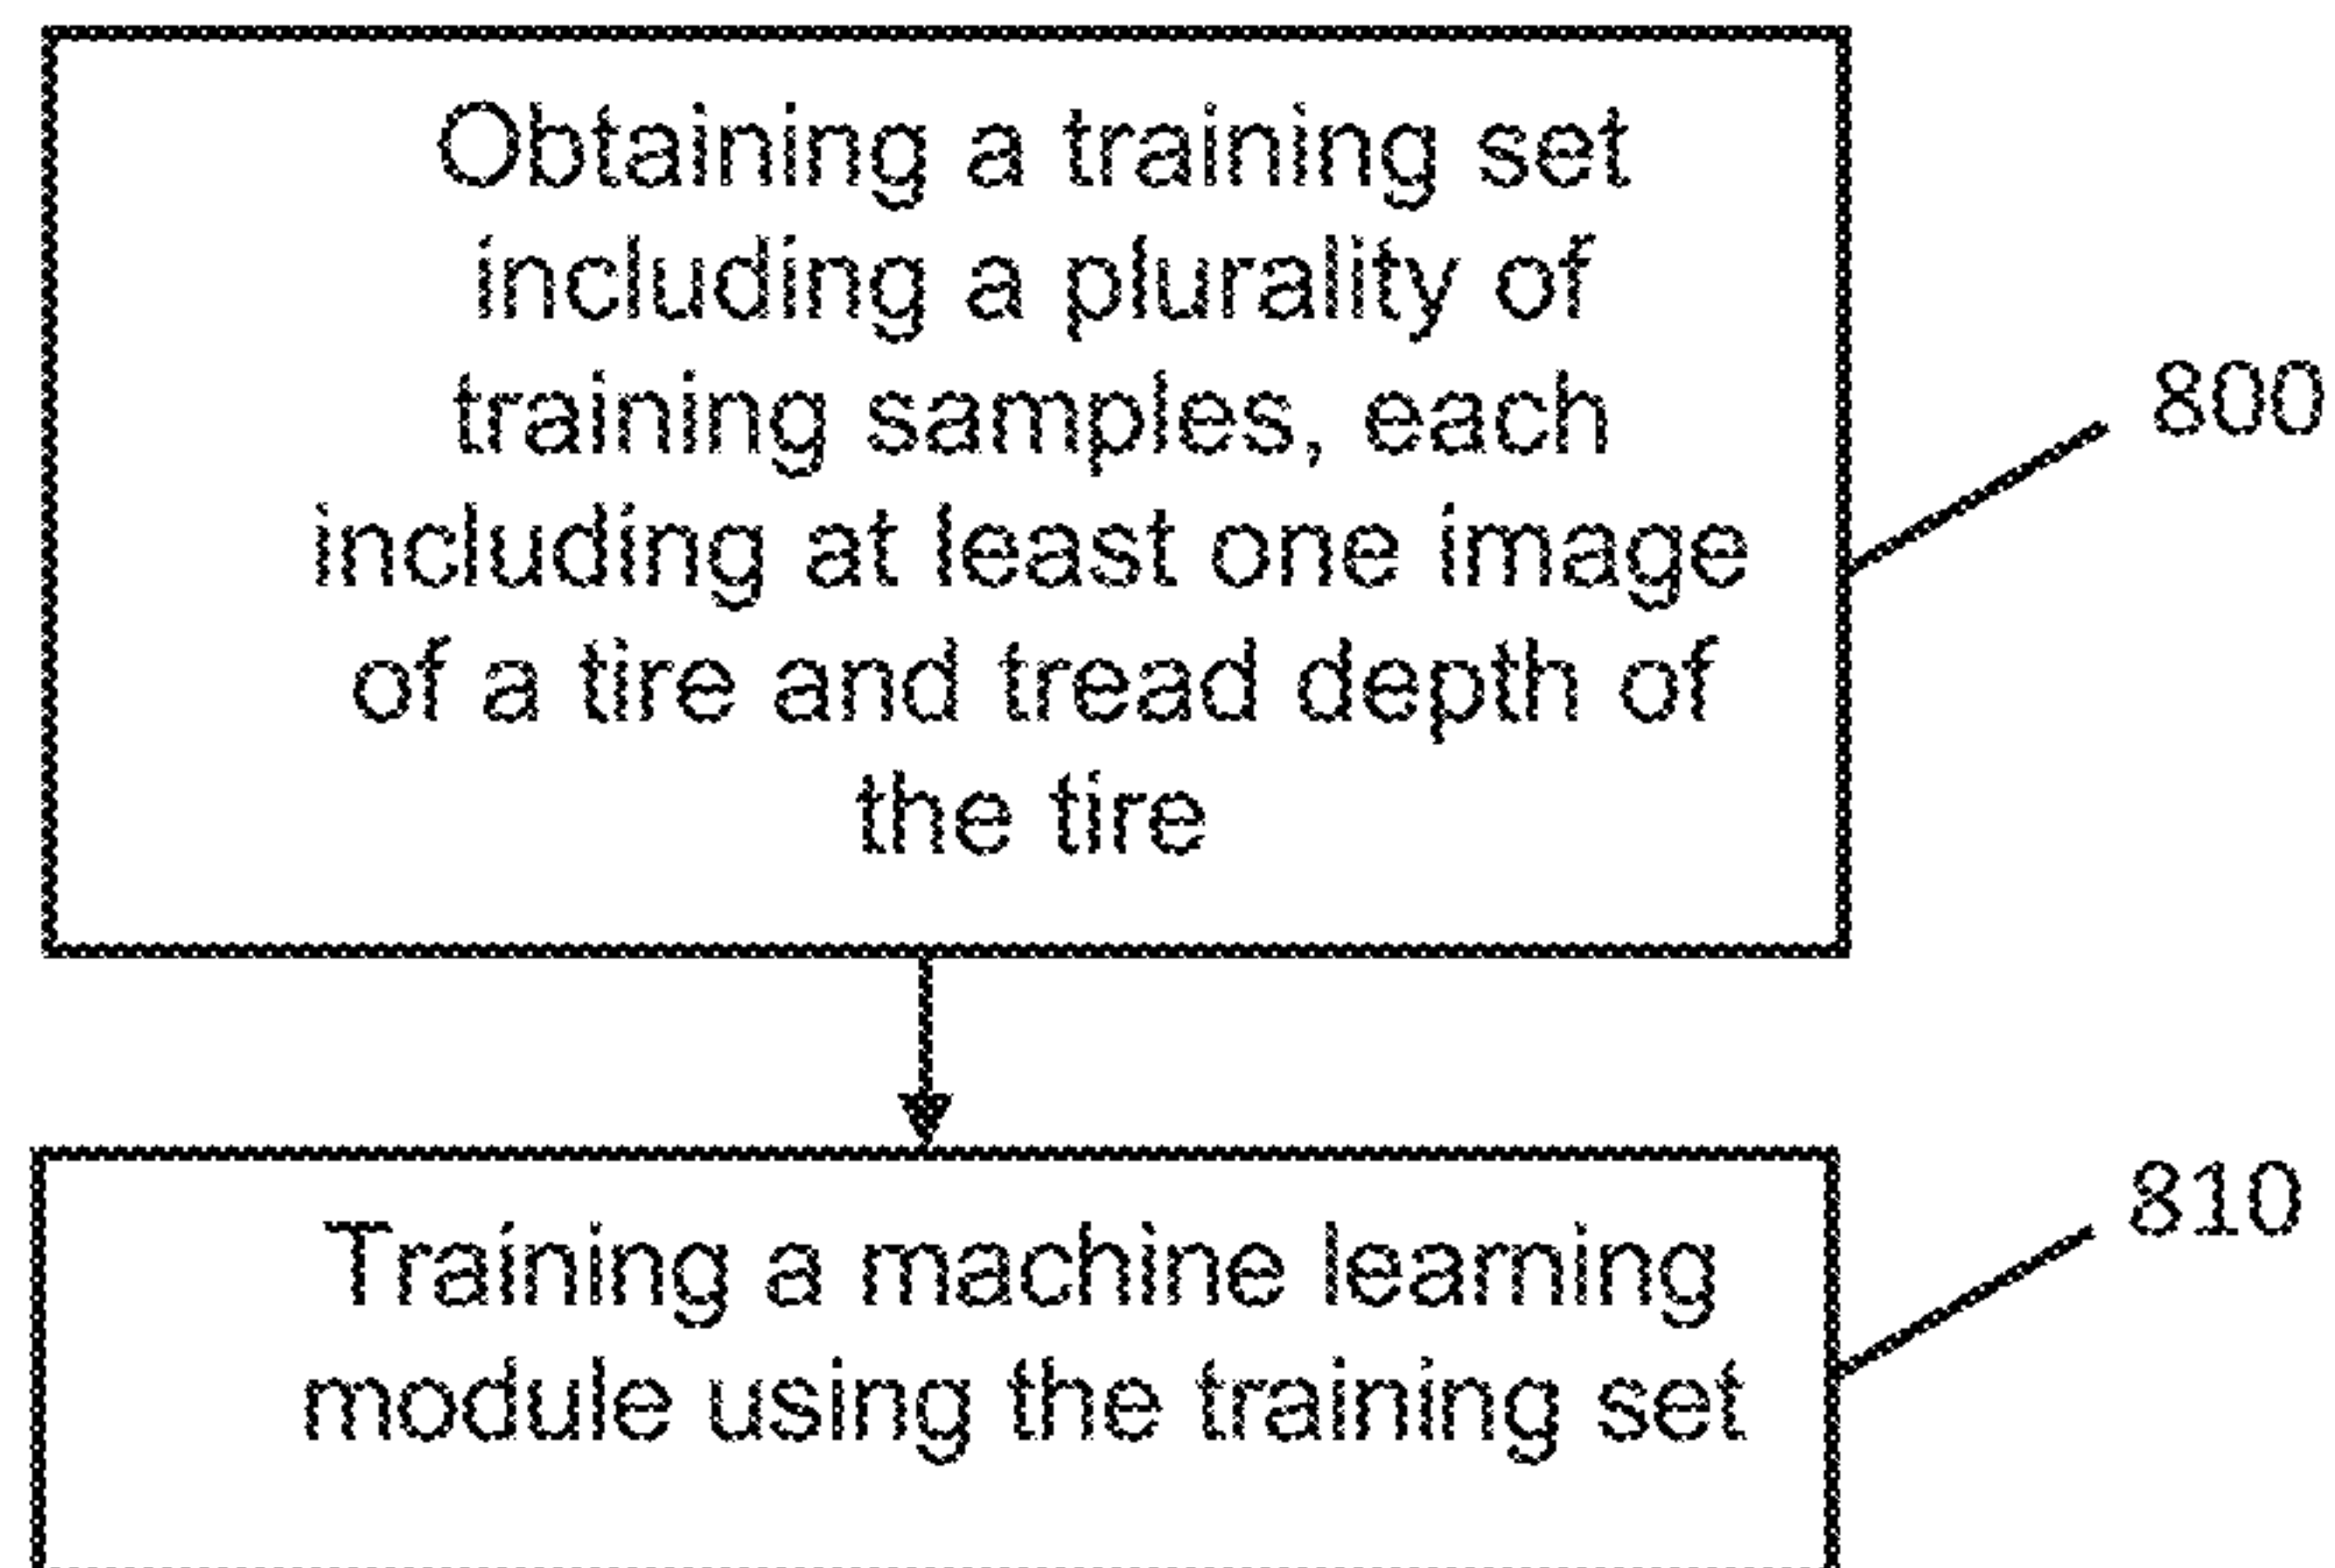 Obtaining a training set
including a plurality of
training samples, each
including at least one image
of a tire and tread depth of
the tire
800
Training a machine learning
module using the training set
810